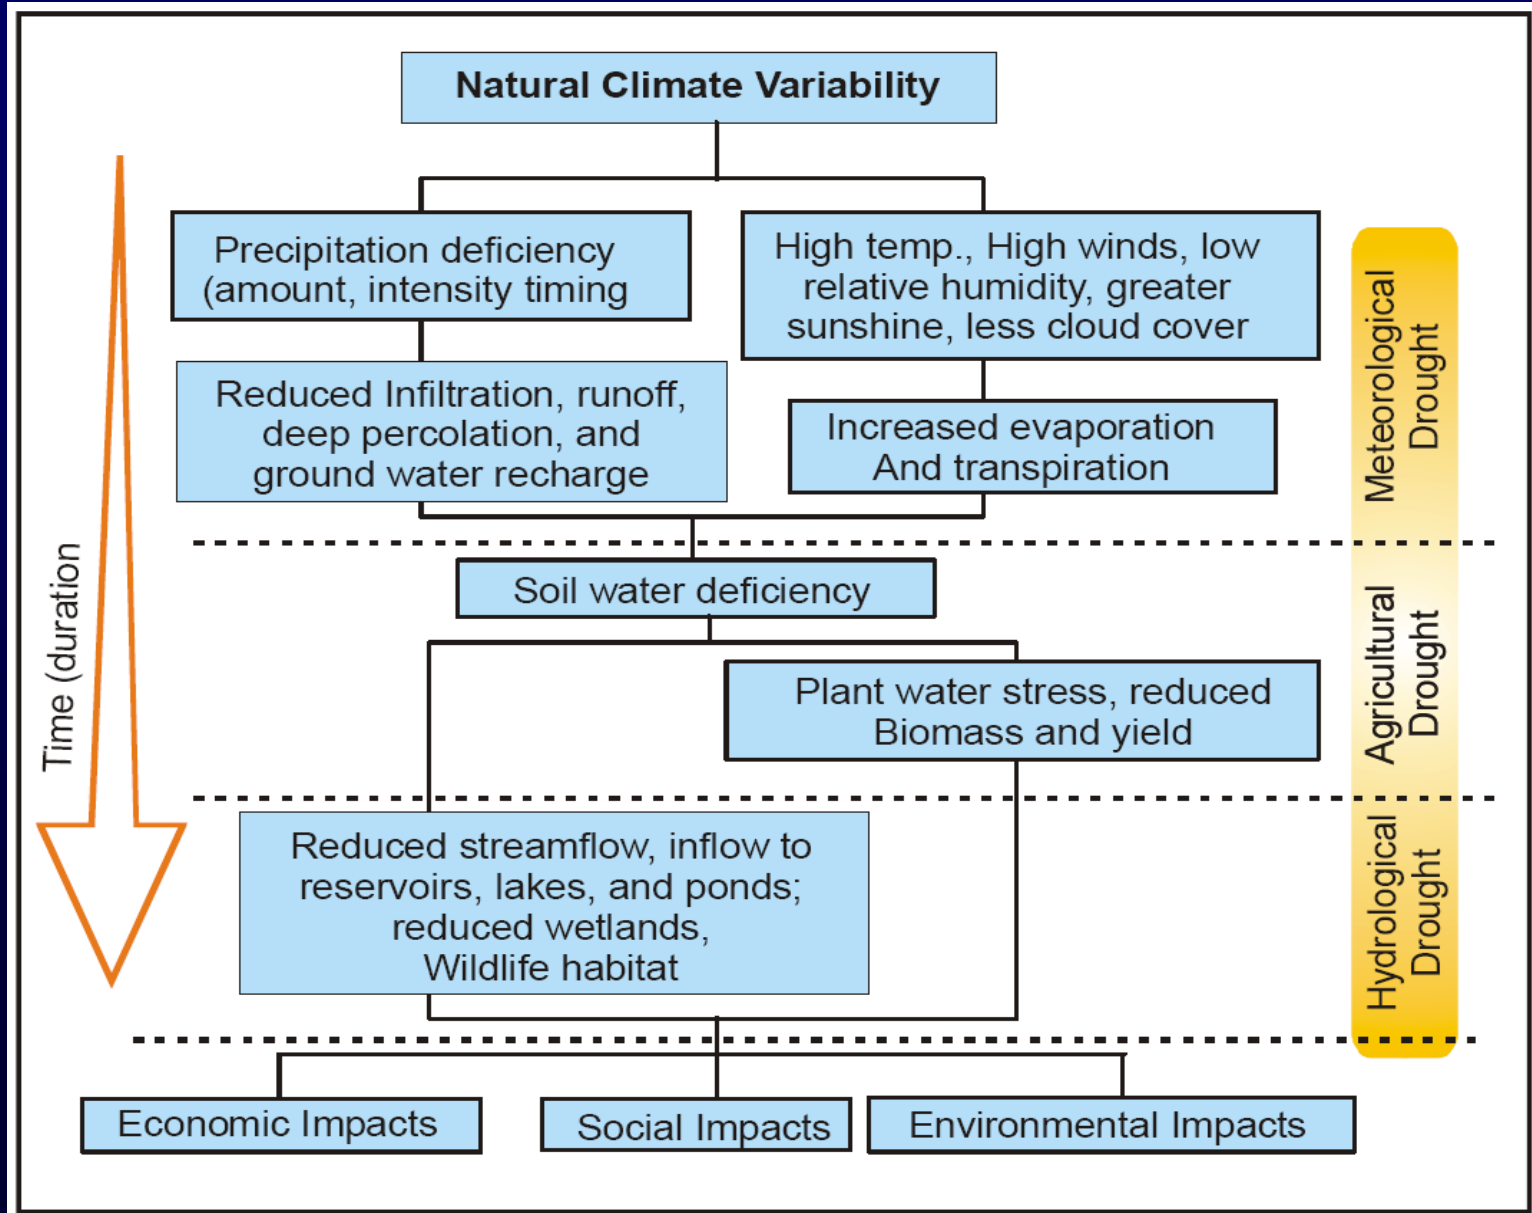 Natural Climate Variability
Precipitation deficiency
(amount, intensity timing
High temp., High winds, low
relative humidity, greater
sunshine, less cloud cover
Reduced Infiltration, runoff,
deep percolation, and
ground water recharge
Increased evaporation
And transpiration
Meteorological
Drought
Time (duration
Soil water deficiency
Plant water stress, reduced
Biomass and yield
Agricultural
Drought
Reduced streamflow, inflow to
reservoirs, lakes, and ponds;
reduced wetlands,
Wildlife habitat
Hydrological
Drought
Economic Impacts
Social Impacts
Environmental Impacts